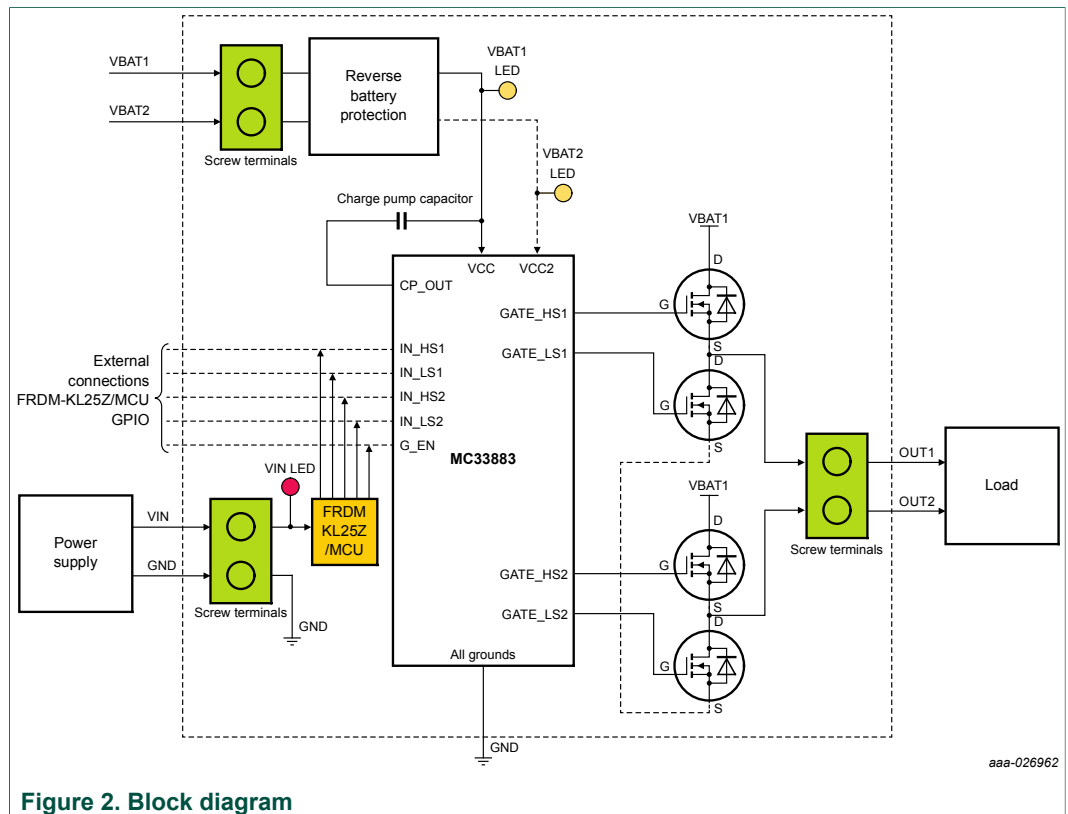 VBAT1
VBAT2
Screw terminals
Reverse
battery
protection
VBAT1
LED
VBAT2
LED
Charge pump capacitor
VCC
VCC2
CP_OUT
GATE_HS1
GATE_LS1
IN_HS1
IN_LS1
IN_HS2
IN_LS2
G_EN
MC33883
GATE_HS2
GATE_LS2
All grounds
GND
External
connections
FRDM-KL25Z/MCU
GPIO
VIN LED
FRDM
KL25Z
/MCU
Power
supply
VIN
GND
Screw terminals
GND
VBAT1
D
G
S
D
G
S
VBAT1
D
G
S
D
G
S
Screw terminals
OUT1
OUT2
Load
aaa-026962
Figure 2. Block diagram